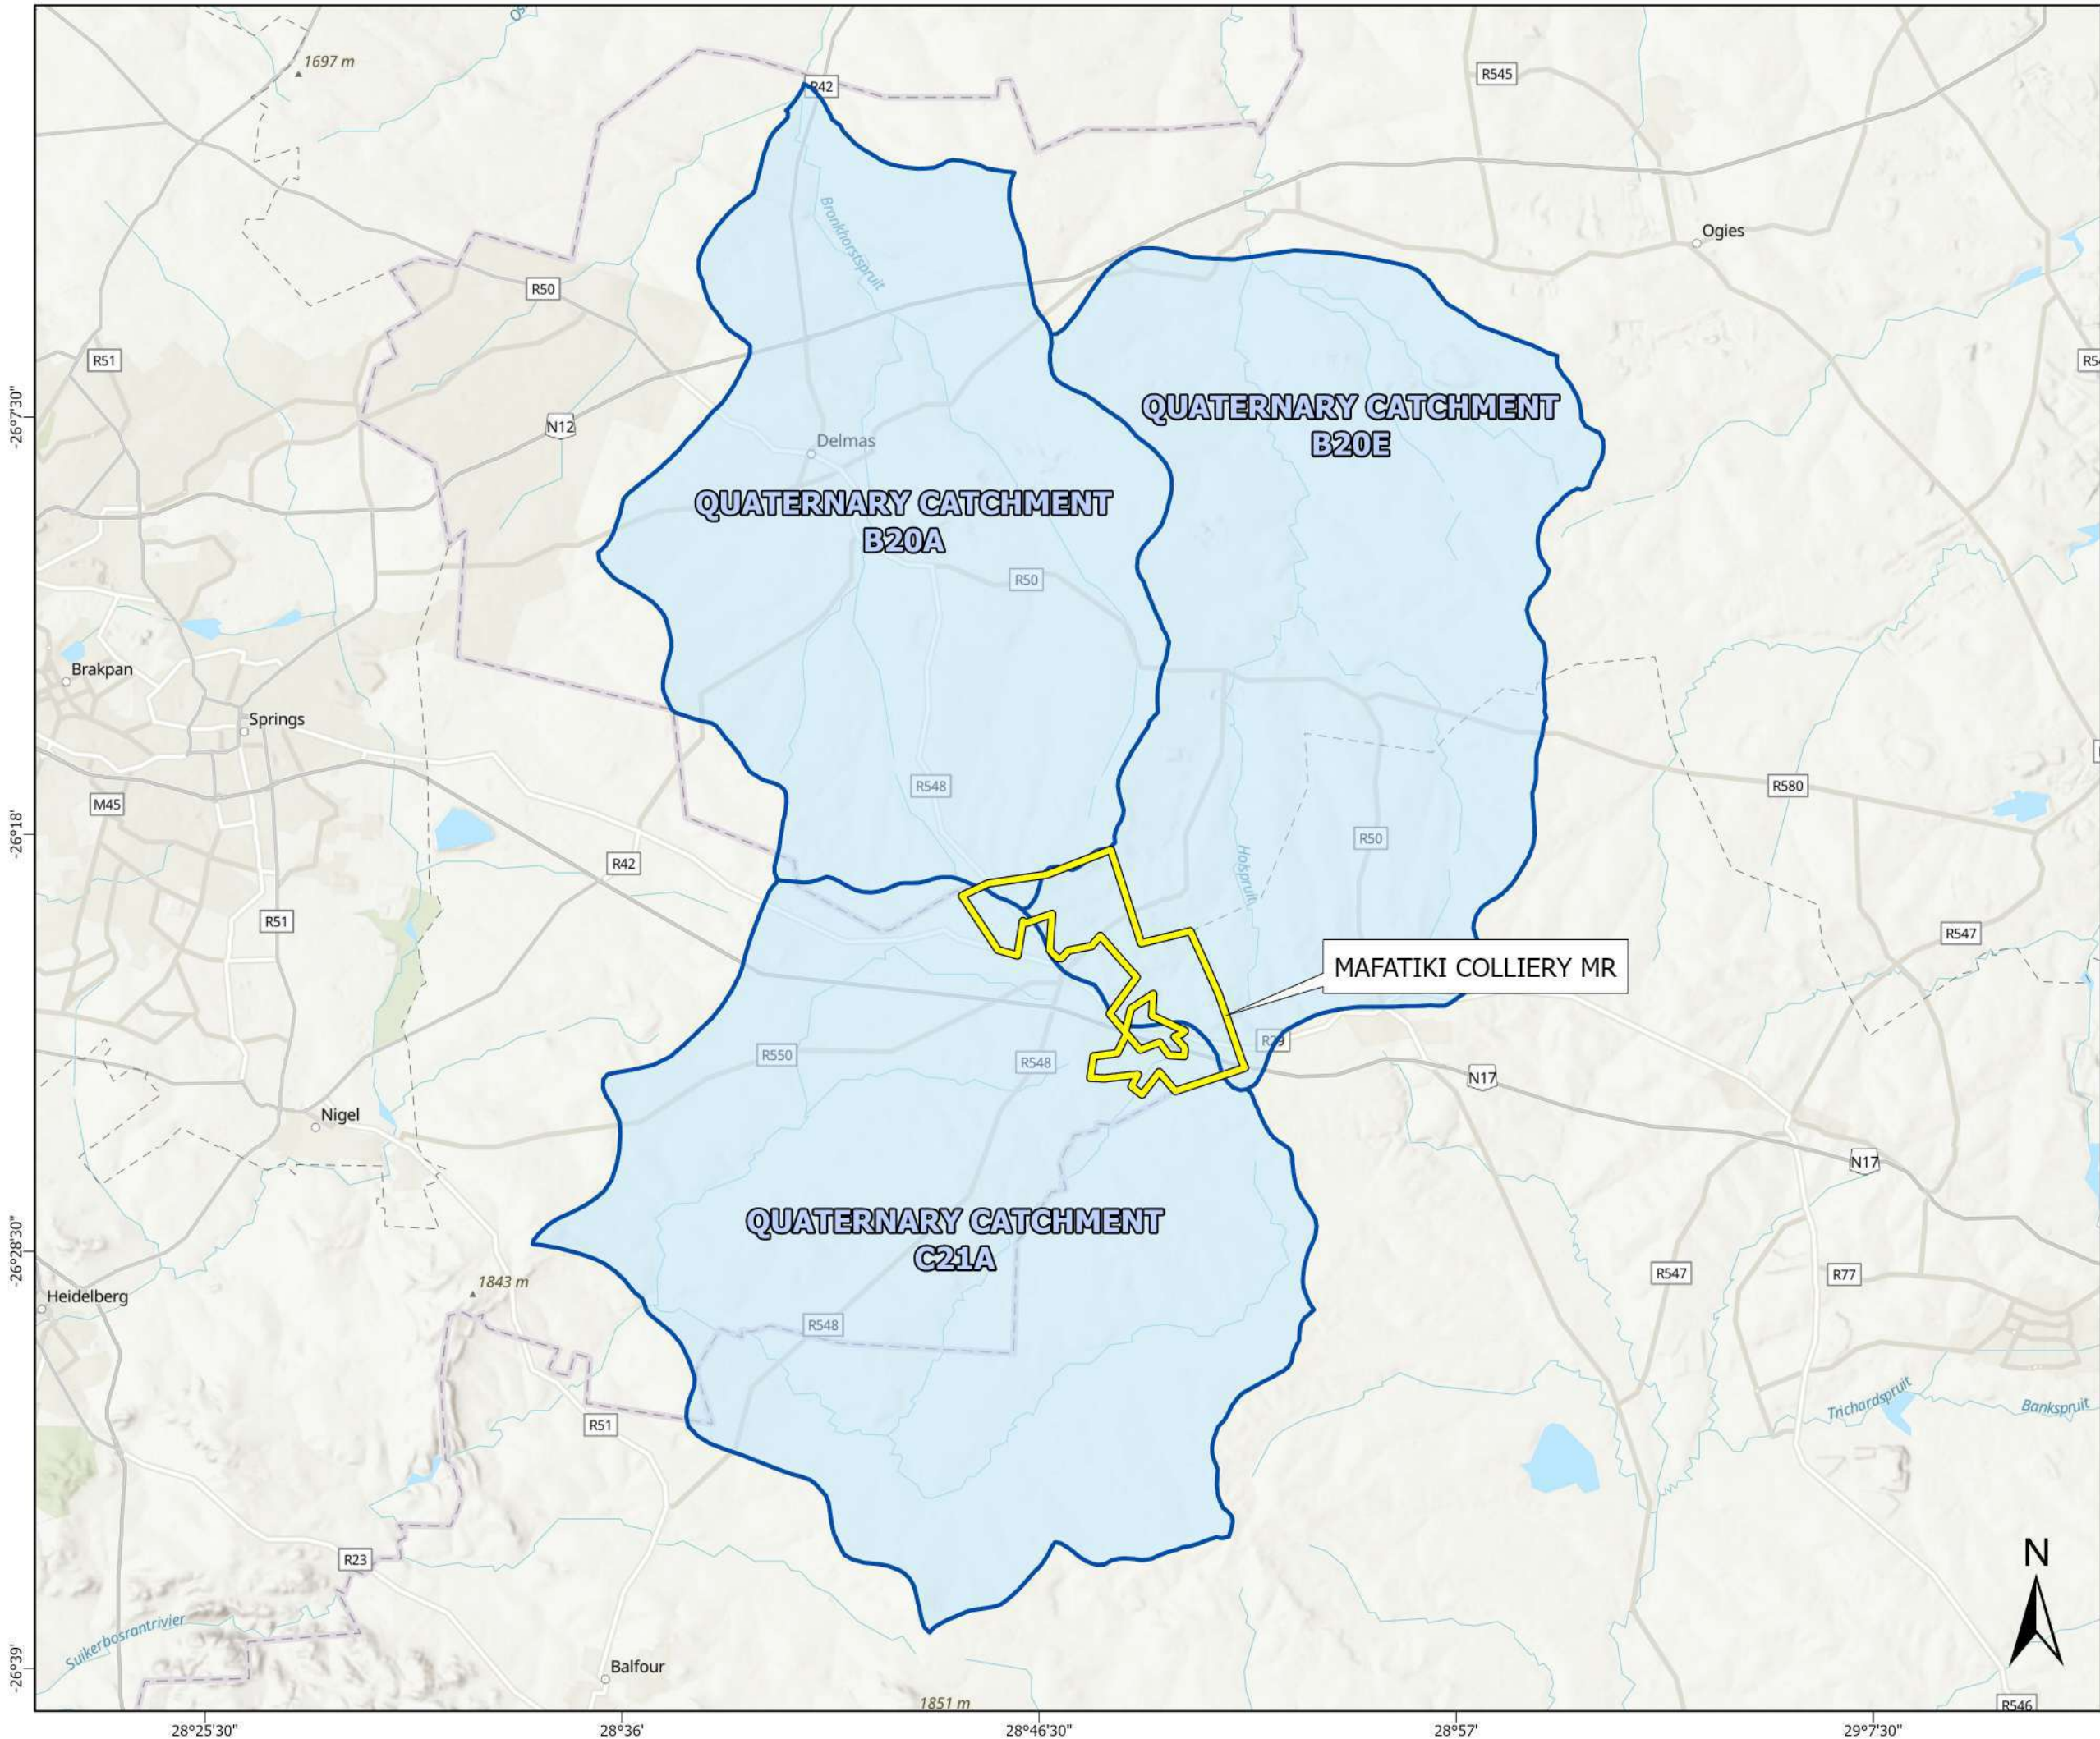 Os
1697 m
R42
R545
Bronkhorstspruit
Ogies
R50
R51
R54
N12
QUATERNARY CATCHMENT
B20E
Delmas
QUATERNARY CATCHMENT
B20A
R50
Brakpan
Springs
M45
R548
R580
R50
R42
Holspruit
R51
R547
MAFATIKI COLLIERY MR
R550
R548
R29
N17
Nigel
N17
QUATERNARY CATCHMENT
C21A
1843 m
Heidelberg
R548
R547
R77
R51
Trichardspruit
Bankspruit
R23
N
Suikerbosrantrivier
Balfour
1851 m
R546
-26°7'30"
-26°18'
-26°28'30"
-26°39'
28°25'30"
28°36'
28°46'30"
28°57'
29°7'30"